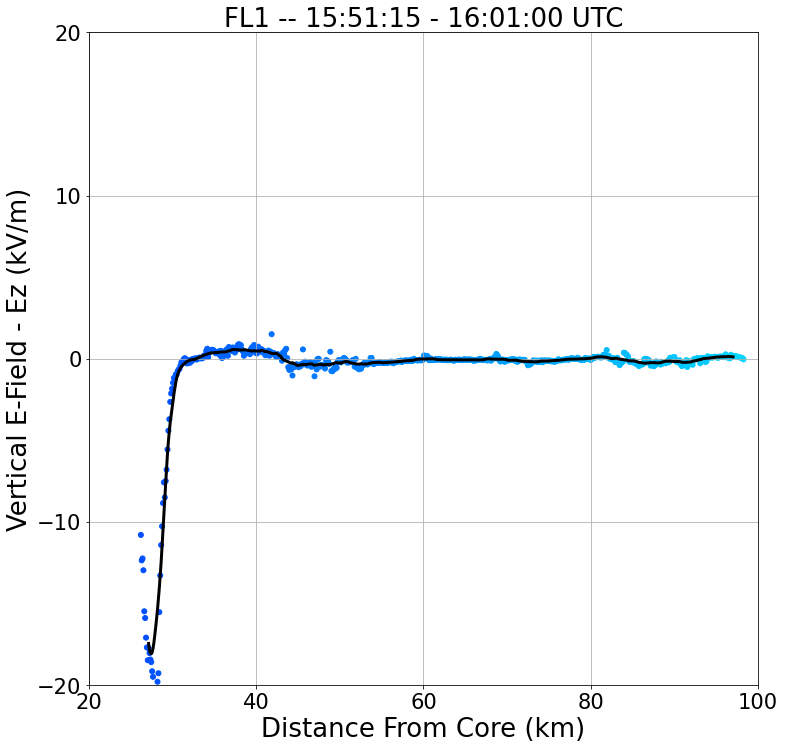 FL1 -- 15:51:15 - 16:01:00 UTC
Vertical E-Field - Ez (kV/m)
20
10
0
−10
−20
20 40 60 80 100
Distance From Core (km)